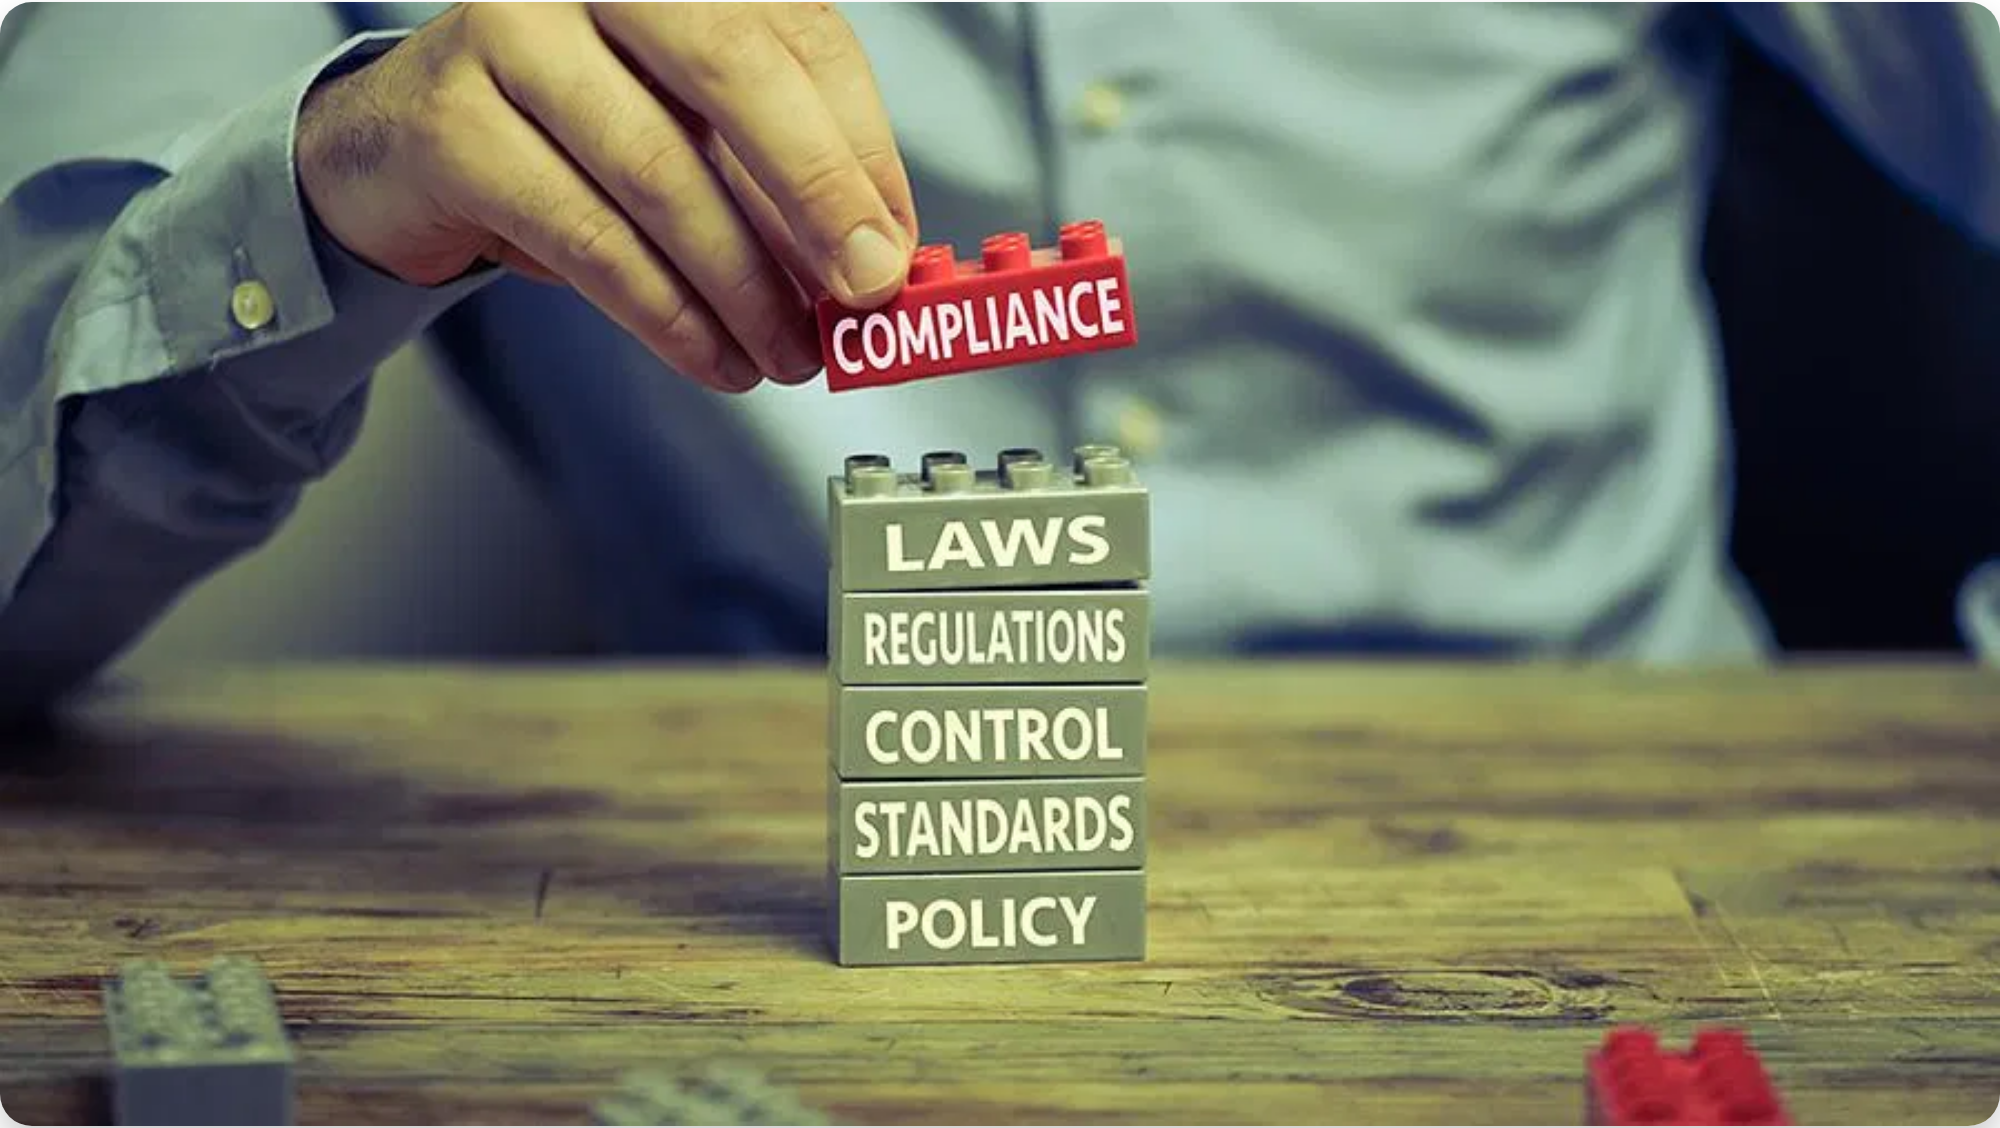 COMPLIANCE
LAWS
REGULATIONS
CONTROL
STANDARDS
POLICY